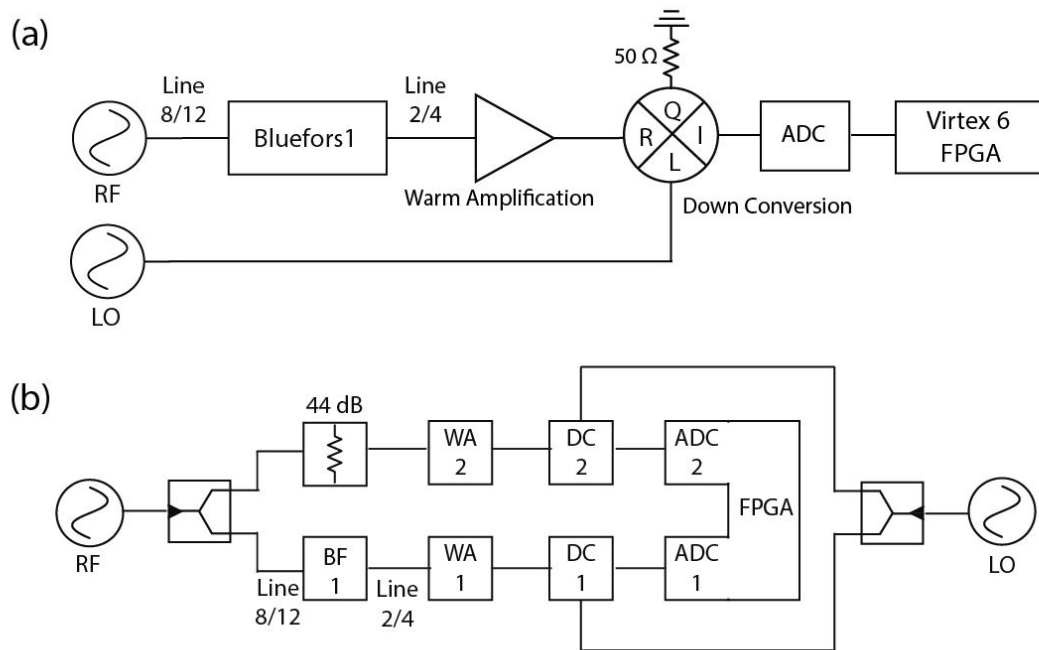 (a)
50 Ω
Line
8/12
Line
2/4
Bluefors1
Q
R
I
L
ADC
Virtex 6
FPGA
RF
Warm Amplification
Down Conversion
LO
(b)
44 dB
WA
2
DC
2
ADC
2
FPGA
RF
LO
BF
1
WA
1
DC
1
ADC
1
Line
8/12
Line
2/4